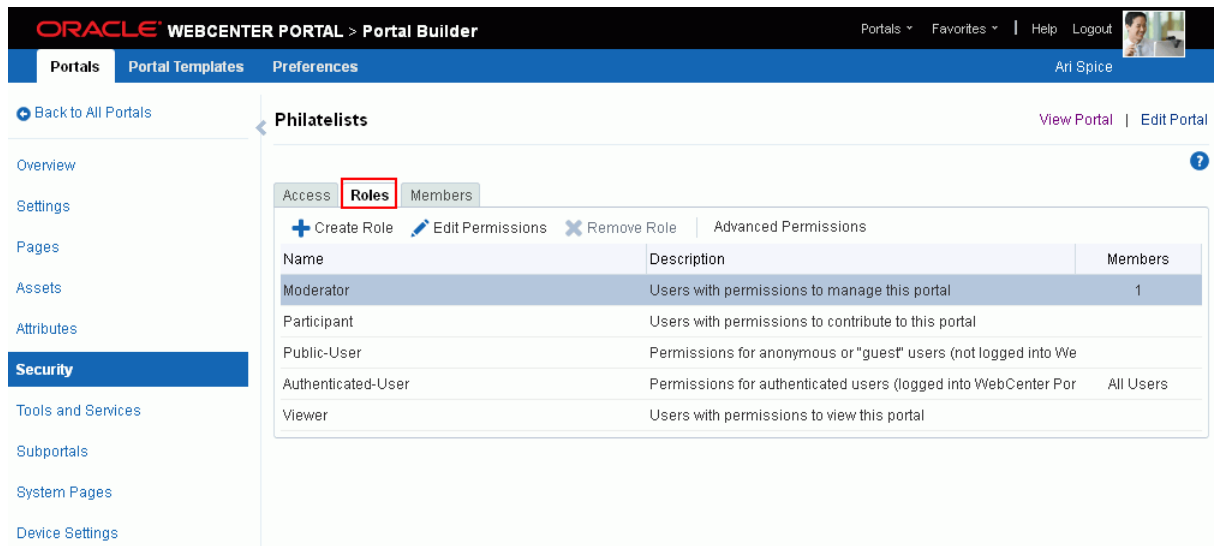 ORACLE WEBCENTER PORTAL > Portal Builder Portals Favorites | Help Logout
Portals Portal Templates Preferences Ari Spice
Back to All Portals
Philatelists View Portal | Edit Portal
Overview
?
Settings
Access Roles Members
Create Role Edit Permissions Remove Role Advanced Permissions
Pages
Name Description Members
Assets
Moderator Users with permissions to manage this portal 1
Attributes
Participant Users with permissions to contribute to this portal
Public-User Permissions for anonymous or "guest" users (not logged into We
Security
Authenticated-User Permissions for authenticated users (logged into WebCenter Por All Users
Tools and Services
Viewer Users with permissions to view this portal
Subportals
System Pages
Device Settings